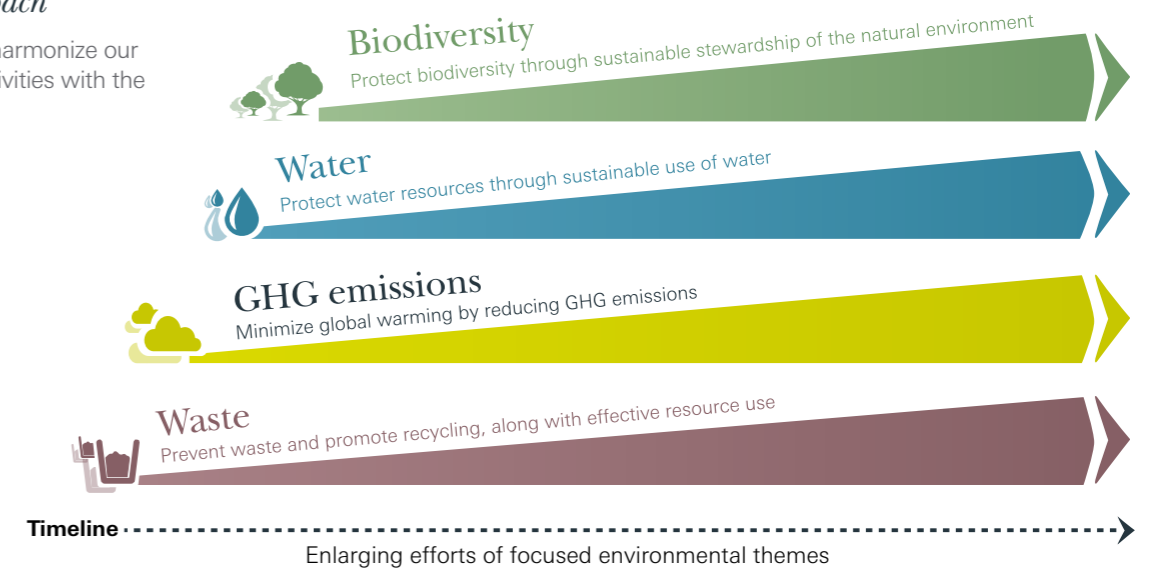 harmonize our
ivities with the
Biodiversity
Protect biodiversity through sustainable stewardship of the natural environment
Water
Protect water resources through sustainable use of water
GHG emissions
Minimize global warming by reducing GHG emissions
Waste
Prevent waste and promote recycling, along with effective resource use
Timeline
Enlarging efforts of focused environmental themes